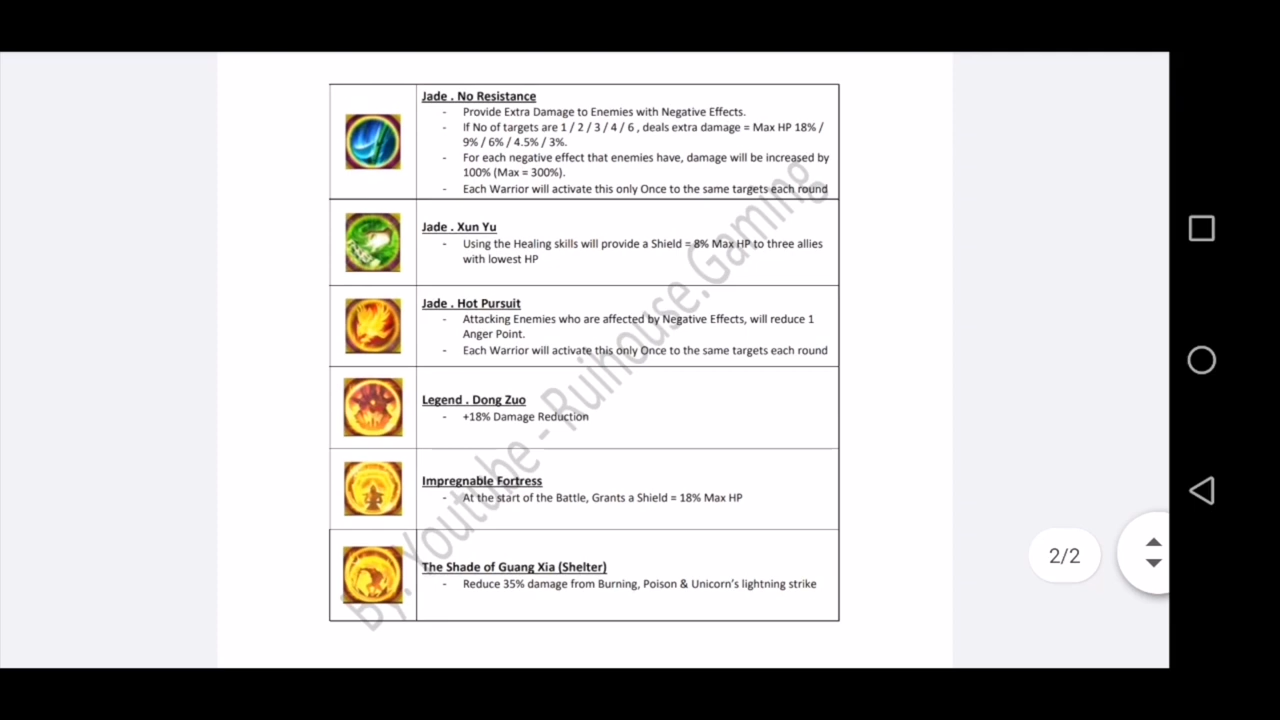 Jade . No Resistance
- Provide Extra Damage to Enemies with Negative Effects.
- If No of targets are 1 / 2 / 3 / 4 / 6 , deals extra damage = Max HP 18% /
9% / 6% / 4.5% / 3%.
- For each negative effect that enemies have, damage will be increased by
100% (Max = 300%).
- Each Warrior will activate this only Once to the same targets each round
Jade . Xun Yu
- Using the Healing skills will provide a Shield = 8% Max HP to three allies
with lowest HP
Jade . Hot Pursuit
- Attacking Enemies who are affected by Negative Effects, will reduce 1
Anger Point.
- Each Warrior will activate this only Once to the same targets each round
Legend . Dong Zuo
- +18% Damage Reduction
Impregnable Fortress
- At the start of the Battle, Grants a Shield = 18% Max HP
The Shade of Guang Xia (Shelter)
- Reduce 35% damage from Burning, Poison & Unicorn's lightning strike
By. Youtube - Ruihouse.Gaming
2/2